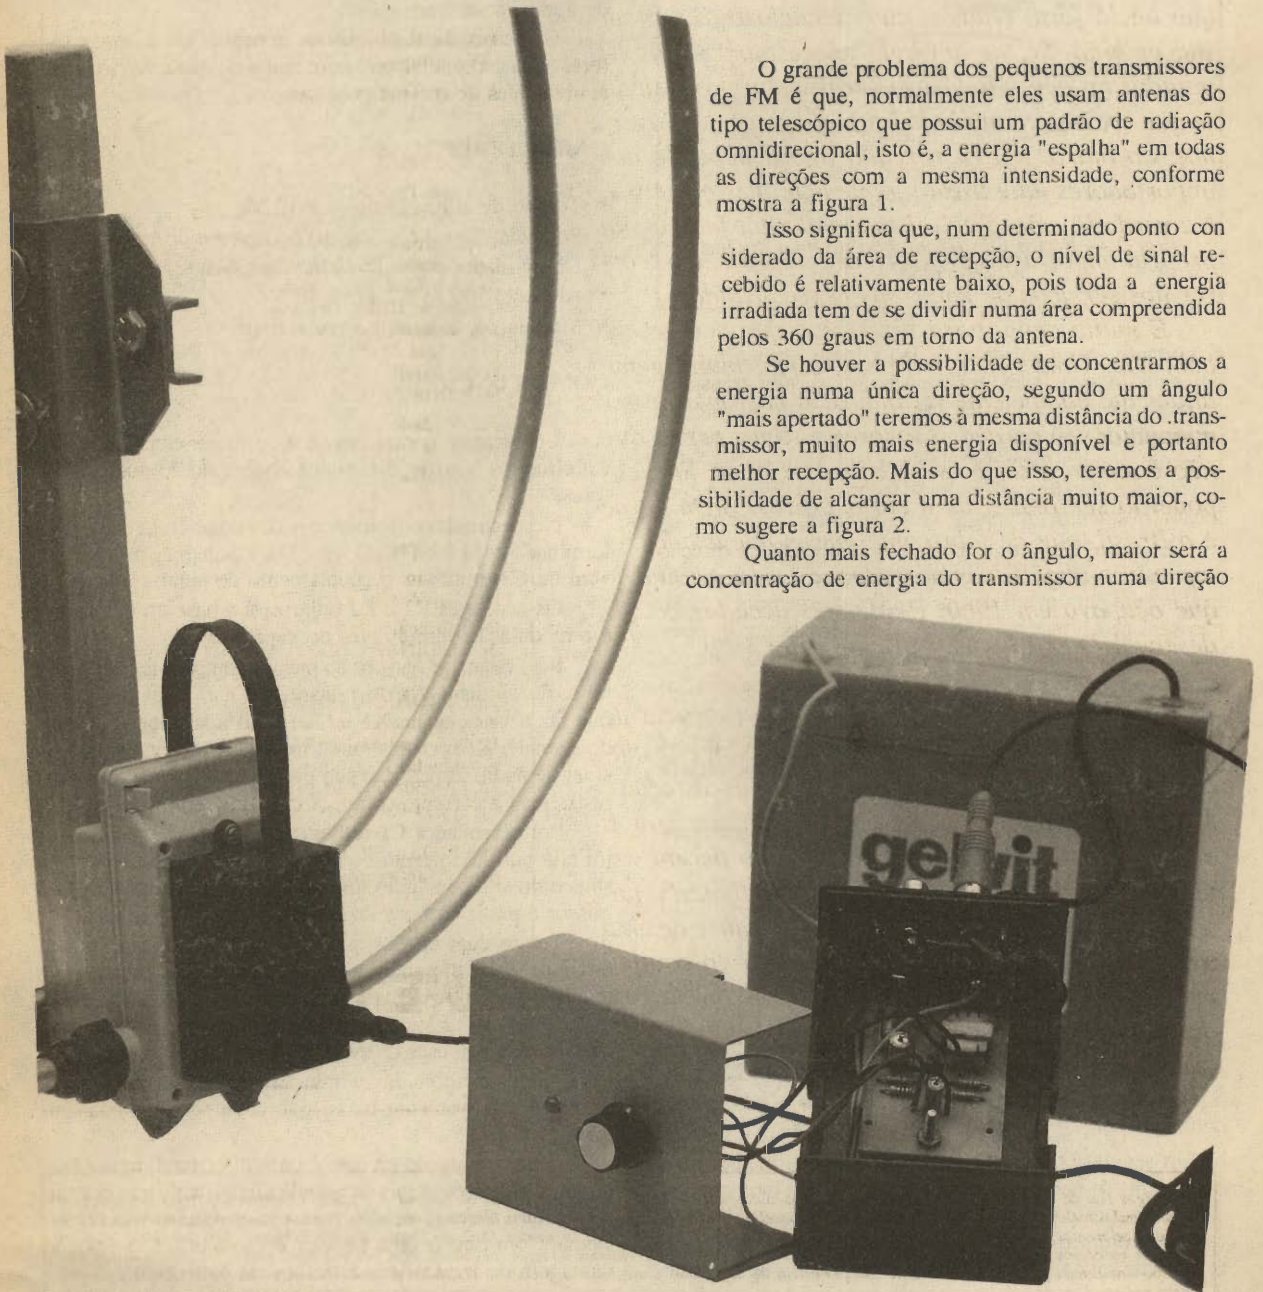 O grande problema dos pequenos transmissores
de FM é que, normalmente eles usam antenas do
tipo telescópico que possui um padrão de radiação
omnidirecional, isto é, a energia "espalha" em todas
as direções com a mesma intensidade, conforme
mostra a figura 1.
Isso significa que, num determinado ponto con
siderado da área de recepção, o nível de sinal re-
cebido é relativamente baixo, pois toda a energia
irradiada tem de se dividir numa área compreendida
pelos 360 graus em torno da antena.
Se houver a possibilidade de concentrarmos a
energia numa única direção, segundo um ângulo
"mais apertado" teremos à mesma distância do .trans-
missor, muito mais energia disponível e portanto
melhor recepção. Mais do que isso, teremos a pos-
sibilidade de alcançar uma distância muito maior, co-
mo sugere a figura 2.
Quanto mais fechado for o ângulo, maior será a
concentração de energia do transmissor numa direção